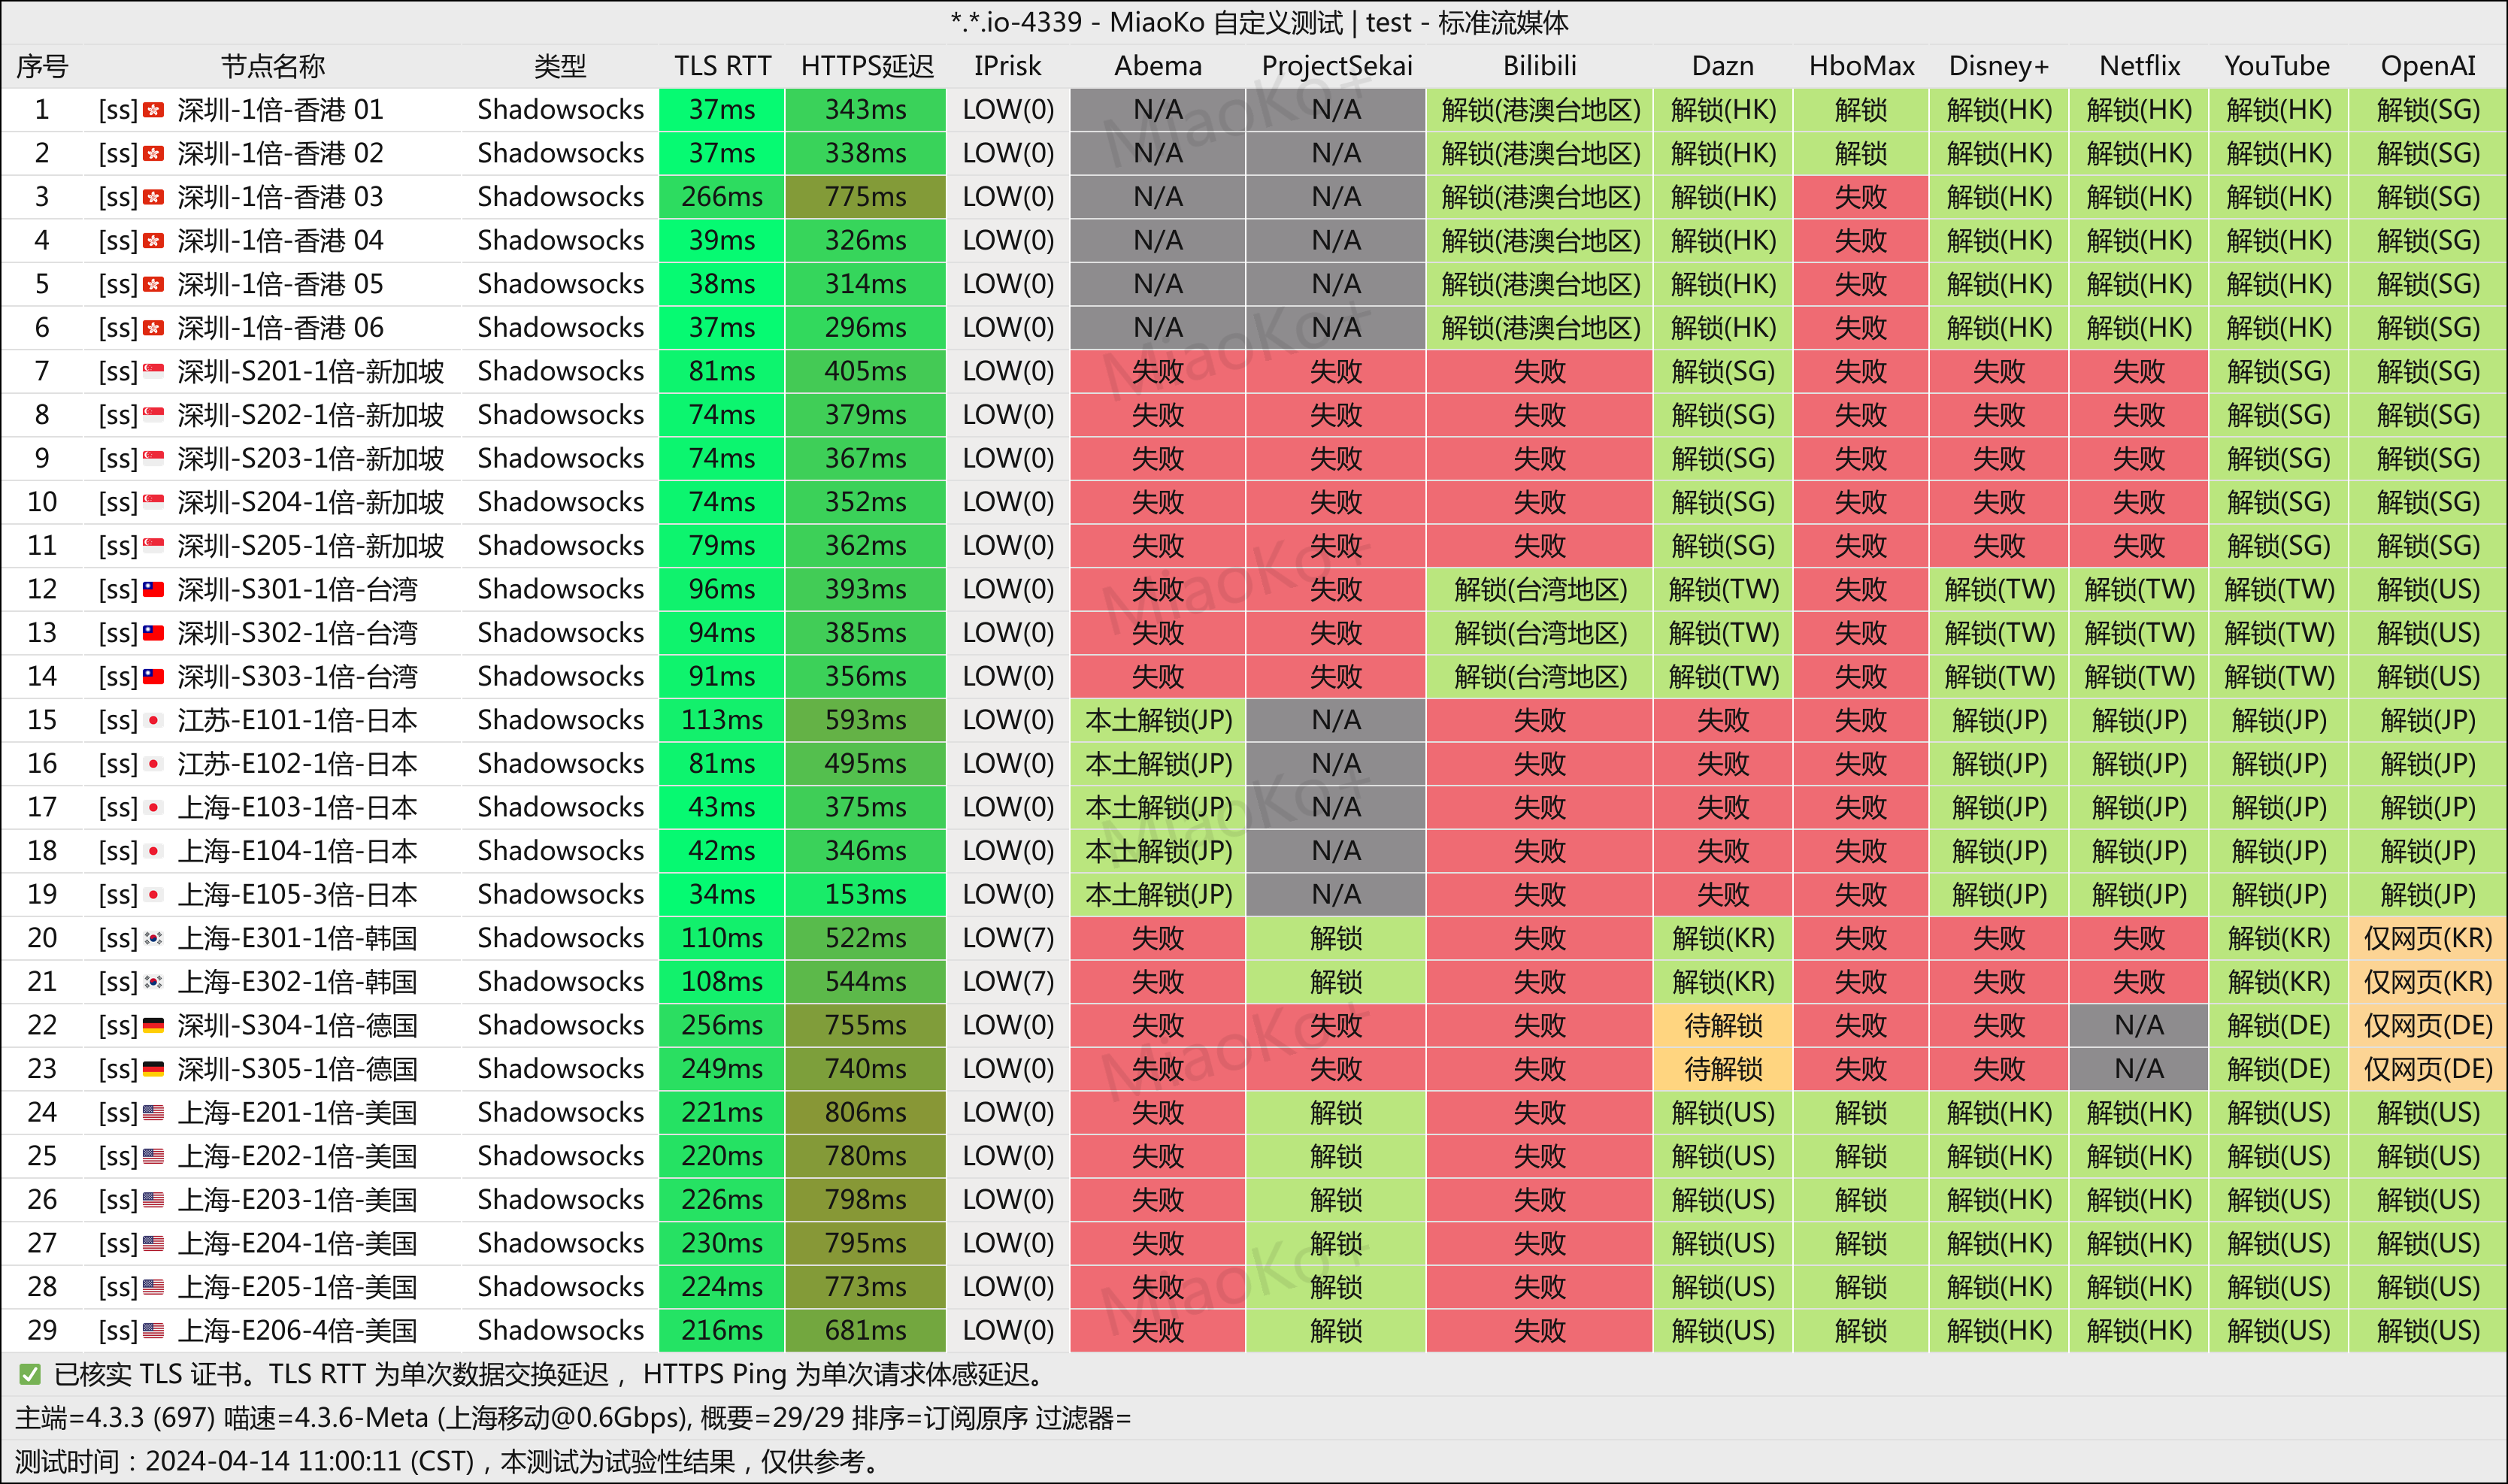 *.*.io-4339 - MiaoKo 自定义测试 | test - 标准流媒体
序号 节点名称 类型 TLS RTT HTTPS延迟 IPrisk Abema ProjectSekai Bilibili Dazn HboMax Disney+ Netflix YouTube OpenAI
1 [ss]🇭🇰 深圳-1倍-香港 01 Shadowsocks 37ms 343ms LOW(0) N/A N/A 解锁(港澳台地区) 解锁(HK) 解锁 解锁(HK) 解锁(HK) 解锁(HK) 解锁(SG)
2 [ss]🇭🇰 深圳-1倍-香港 02 Shadowsocks 37ms 338ms LOW(0) N/A N/A 解锁(港澳台地区) 解锁(HK) 解锁 解锁(HK) 解锁(HK) 解锁(HK) 解锁(SG)
3 [ss]🇭🇰 深圳-1倍-香港 03 Shadowsocks 266ms 775ms LOW(0) N/A N/A 解锁(港澳台地区) 解锁(HK) 失败 解锁(HK) 解锁(HK) 解锁(HK) 解锁(SG)
4 [ss]🇭🇰 深圳-1倍-香港 04 Shadowsocks 39ms 326ms LOW(0) N/A N/A 解锁(港澳台地区) 解锁(HK) 失败 解锁(HK) 解锁(HK) 解锁(HK) 解锁(SG)
5 [ss]🇭🇰 深圳-1倍-香港 05 Shadowsocks 38ms 314ms LOW(0) N/A N/A 解锁(港澳台地区) 解锁(HK) 失败 解锁(HK) 解锁(HK) 解锁(HK) 解锁(SG)
6 [ss]🇭🇰 深圳-1倍-香港 06 Shadowsocks 37ms 296ms LOW(0) N/A N/A 解锁(港澳台地区) 解锁(HK) 失败 解锁(HK) 解锁(HK) 解锁(HK) 解锁(SG)
7 [ss]🇸🇬 深圳-S201-1倍-新加坡 Shadowsocks 81ms 405ms LOW(0) 失败 失败 失败 解锁(SG) 失败 失败 失败 解锁(SG) 解锁(SG)
8 [ss]🇸🇬 深圳-S202-1倍-新加坡 Shadowsocks 74ms 379ms LOW(0) 失败 失败 失败 解锁(SG) 失败 失败 失败 解锁(SG) 解锁(SG)
9 [ss]🇸🇬 深圳-S203-1倍-新加坡 Shadowsocks 74ms 367ms LOW(0) 失败 失败 失败 解锁(SG) 失败 失败 失败 解锁(SG) 解锁(SG)
10 [ss]🇸🇬 深圳-S204-1倍-新加坡 Shadowsocks 74ms 352ms LOW(0) 失败 失败 失败 解锁(SG) 失败 失败 失败 解锁(SG) 解锁(SG)
11 [ss]🇸🇬 深圳-S205-1倍-新加坡 Shadowsocks 79ms 362ms LOW(0) 失败 失败 失败 解锁(SG) 失败 失败 失败 解锁(SG) 解锁(SG)
12 [ss]🇹🇼 深圳-S301-1倍-台湾 Shadowsocks 96ms 393ms LOW(0) 失败 失败 解锁(台湾地区) 解锁(TW) 失败 解锁(TW) 解锁(TW) 解锁(TW) 解锁(US)
13 [ss]🇹🇼 深圳-S302-1倍-台湾 Shadowsocks 94ms 385ms LOW(0) 失败 失败 解锁(台湾地区) 解锁(TW) 失败 解锁(TW) 解锁(TW) 解锁(TW) 解锁(US)
14 [ss]🇹🇼 深圳-S303-1倍-台湾 Shadowsocks 91ms 356ms LOW(0) 失败 失败 解锁(台湾地区) 解锁(TW) 失败 解锁(TW) 解锁(TW) 解锁(TW) 解锁(US)
15 [ss]🇯🇵 江苏-E101-1倍-日本 Shadowsocks 113ms 593ms LOW(0) 本土解锁(JP) N/A 失败 失败 失败 解锁(JP) 解锁(JP) 解锁(JP) 解锁(JP)
16 [ss]🇯🇵 江苏-E102-1倍-日本 Shadowsocks 81ms 495ms LOW(0) 本土解锁(JP) N/A 失败 失败 失败 解锁(JP) 解锁(JP) 解锁(JP) 解锁(JP)
17 [ss]🇯🇵 上海-E103-1倍-日本 Shadowsocks 43ms 375ms LOW(0) 本土解锁(JP) N/A 失败 失败 失败 解锁(JP) 解锁(JP) 解锁(JP) 解锁(JP)
18 [ss]🇯🇵 上海-E104-1倍-日本 Shadowsocks 42ms 346ms LOW(0) 本土解锁(JP) N/A 失败 失败 失败 解锁(JP) 解锁(JP) 解锁(JP) 解锁(JP)
19 [ss]🇯🇵 上海-E105-3倍-日本 Shadowsocks 34ms 153ms LOW(0) 本土解锁(JP) N/A 失败 失败 失败 解锁(JP) 解锁(JP) 解锁(JP) 解锁(JP)
20 [ss]🇰🇷 上海-E301-1倍-韩国 Shadowsocks 110ms 522ms LOW(7) 失败 解锁 失败 解锁(KR) 失败 失败 失败 解锁(KR) 仅网页(KR)
21 [ss]🇰🇷 上海-E302-1倍-韩国 Shadowsocks 108ms 544ms LOW(7) 失败 解锁 失败 解锁(KR) 失败 失败 失败 解锁(KR) 仅网页(KR)
22 [ss]🇩🇪 深圳-S304-1倍-德国 Shadowsocks 256ms 755ms LOW(0) 失败 失败 失败 待解锁 失败 失败 N/A 解锁(DE) 仅网页(DE)
23 [ss]🇩🇪 深圳-S305-1倍-德国 Shadowsocks 249ms 740ms LOW(0) 失败 失败 失败 待解锁 失败 失败 N/A 解锁(DE) 仅网页(DE)
24 [ss]🇺🇸 上海-E201-1倍-美国 Shadowsocks 221ms 806ms LOW(0) 失败 解锁 失败 解锁(US) 解锁 解锁(HK) 解锁(HK) 解锁(US) 解锁(US)
25 [ss]🇺🇸 上海-E202-1倍-美国 Shadowsocks 220ms 780ms LOW(0) 失败 解锁 失败 解锁(US) 解锁 解锁(HK) 解锁(HK) 解锁(US) 解锁(US)
26 [ss]🇺🇸 上海-E203-1倍-美国 Shadowsocks 226ms 798ms LOW(0) 失败 解锁 失败 解锁(US) 解锁 解锁(HK) 解锁(HK) 解锁(US) 解锁(US)
27 [ss]🇺🇸 上海-E204-1倍-美国 Shadowsocks 230ms 795ms LOW(0) 失败 解锁 失败 解锁(US) 解锁 解锁(HK) 解锁(HK) 解锁(US) 解锁(US)
28 [ss]🇺🇸 上海-E205-1倍-美国 Shadowsocks 224ms 773ms LOW(0) 失败 解锁 失败 解锁(US) 解锁 解锁(HK) 解锁(HK) 解锁(US) 解锁(US)
29 [ss]🇺🇸 上海-E206-4倍-美国 Shadowsocks 216ms 681ms LOW(0) 失败 解锁 失败 解锁(US) 解锁 解锁(HK) 解锁(HK) 解锁(US) 解锁(US)
✅ 已核实 TLS 证书。TLS RTT 为单次数据交换延迟， HTTPS Ping 为单次请求体感延迟。
主端=4.3.3 (697) 喵速=4.3.6-Meta (上海移动@0.6Gbps), 概要=29/29 排序=订阅原序 过滤器=
测试时间：2024-04-14 11:00:11 (CST)，本测试为试验性结果，仅供参考。
MiaoKo+
MiaoKo+
MiaoKo+
MiaoKo+
MiaoKo+
MiaoKo+